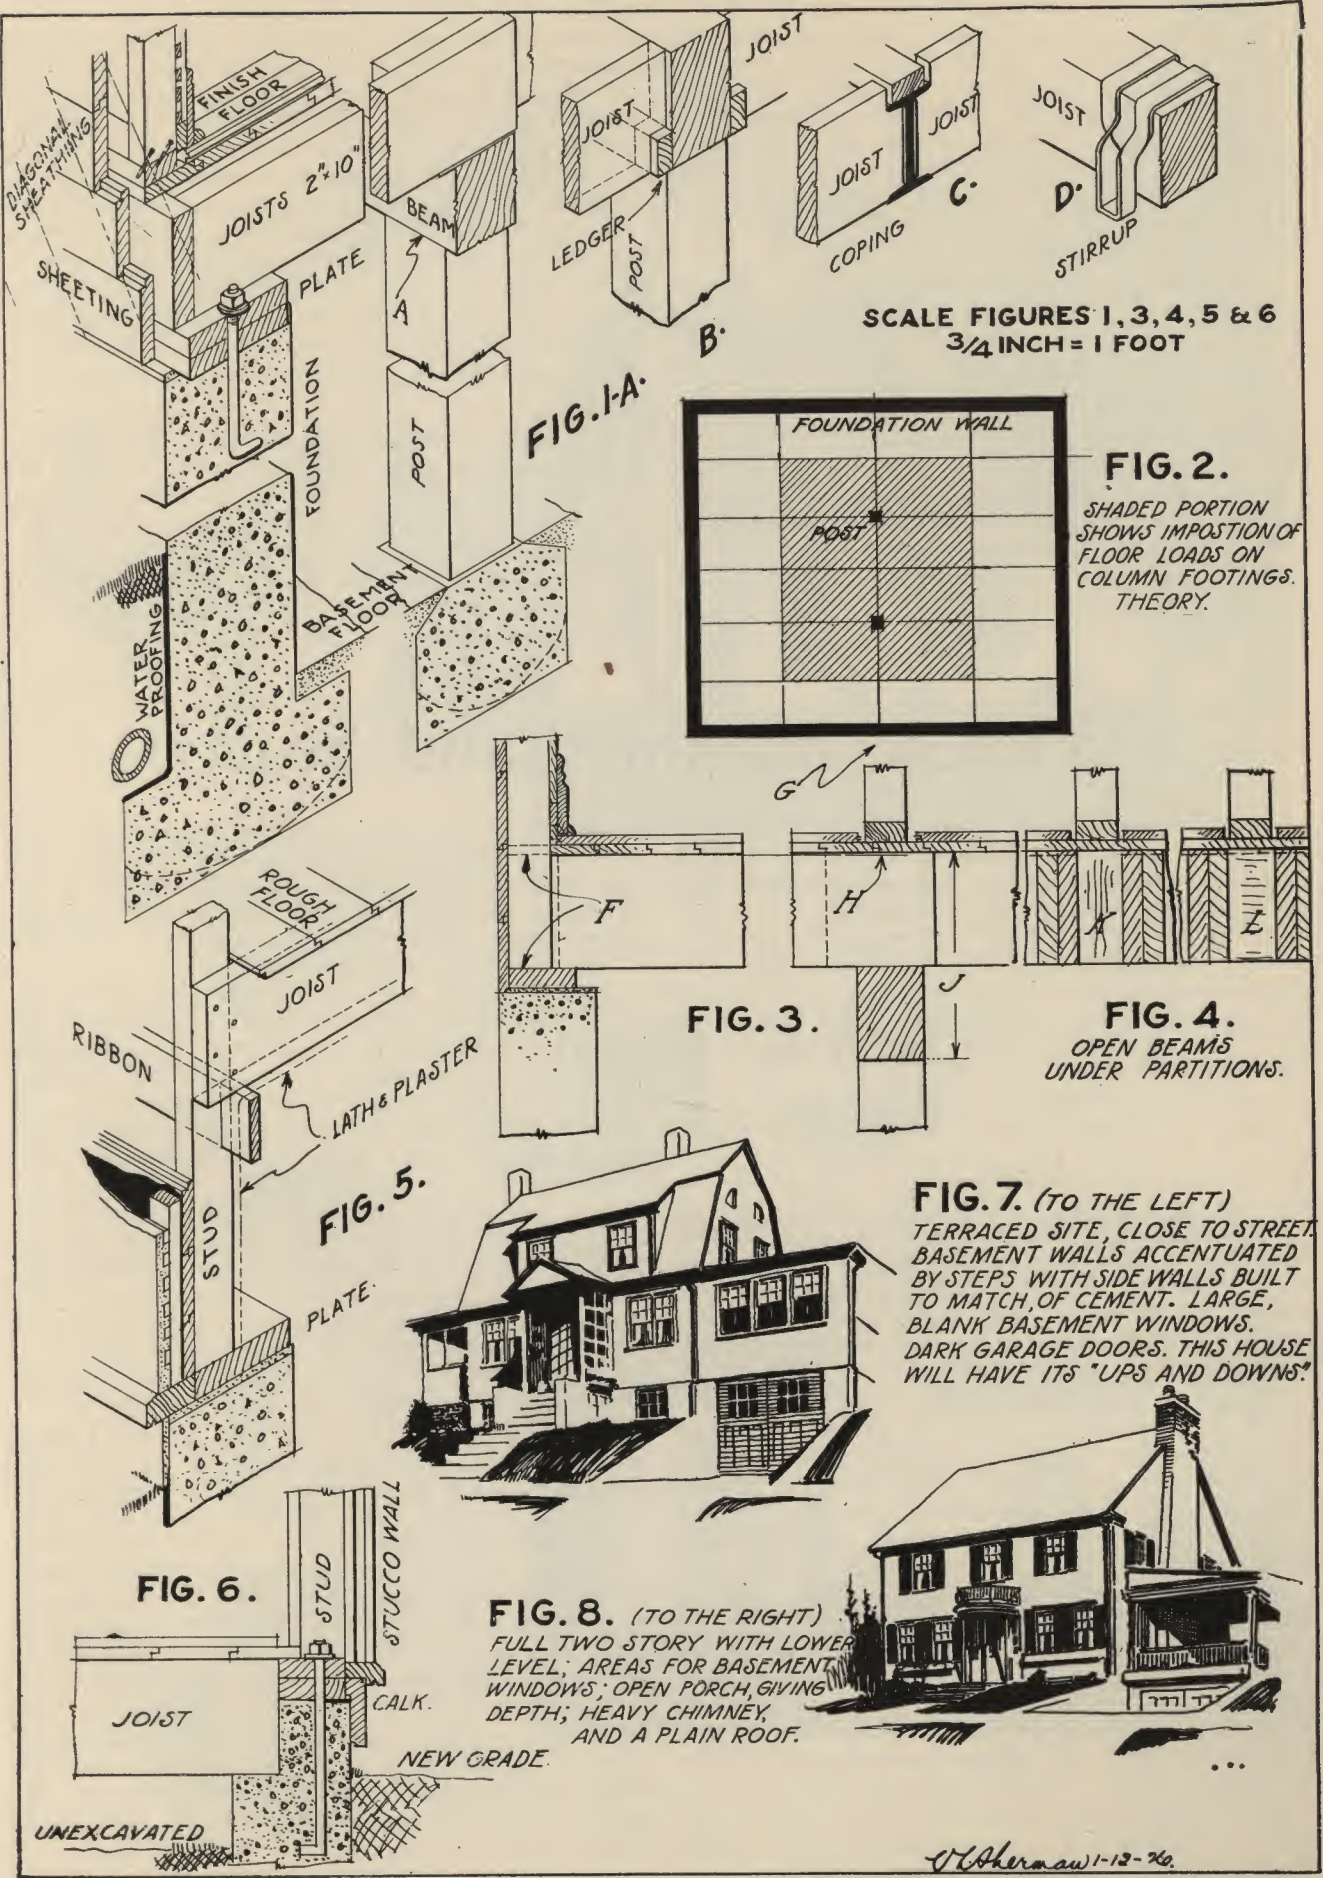 DIAGONAL
SHEATHING
FINISH
FLOOR
JOISTS 2"x10"
SHEETING
PLATE
FOUNDATION
WATER
PROOFING
BASEMENT
FLOOR
BEAM
A
POST
FIG. 1-A.
JOIST
JOIST
LEDGER
POST
B.
JOIST
JOIST
C.
COPING
JOIST
D.
STIRRUP
SCALE FIGURES 1, 3, 4, 5 & 6
3/4 INCH = 1 FOOT
FOUNDATION WALL
POST
FIG. 2.
SHADED PORTION
SHOWS IMPOSTION OF
FLOOR LOADS ON
COLUMN FOOTINGS.
THEORY.
G
F
H
J
K
L
FIG. 3.
FIG. 4.
OPEN BEAMS
UNDER PARTITIONS.
ROUGH
FLOOR
JOIST
RIBBON
LATH & PLASTER
STUD
FIG. 5.
PLATE.
FIG. 7. (TO THE LEFT)
TERRACED SITE, CLOSE TO STREET.
BASEMENT WALLS ACCENTUATED
BY STEPS WITH SIDE WALLS BUILT
TO MATCH, OF CEMENT. LARGE,
BLANK BASEMENT WINDOWS.
DARK GARAGE DOORS. THIS HOUSE
WILL HAVE ITS "UPS AND DOWNS."
FIG. 6.
STUD
STUCCO WALL
JOIST
CALK.
NEW GRADE.
UNEXCAVATED
FIG. 8. (TO THE RIGHT)
FULL TWO STORY WITH LOWER
LEVEL; AREAS FOR BASEMENT
WINDOWS; OPEN PORCH, GIVING
DEPTH; HEAVY CHIMNEY,
AND A PLAIN ROOF.
V L Sherman 1-12-26.